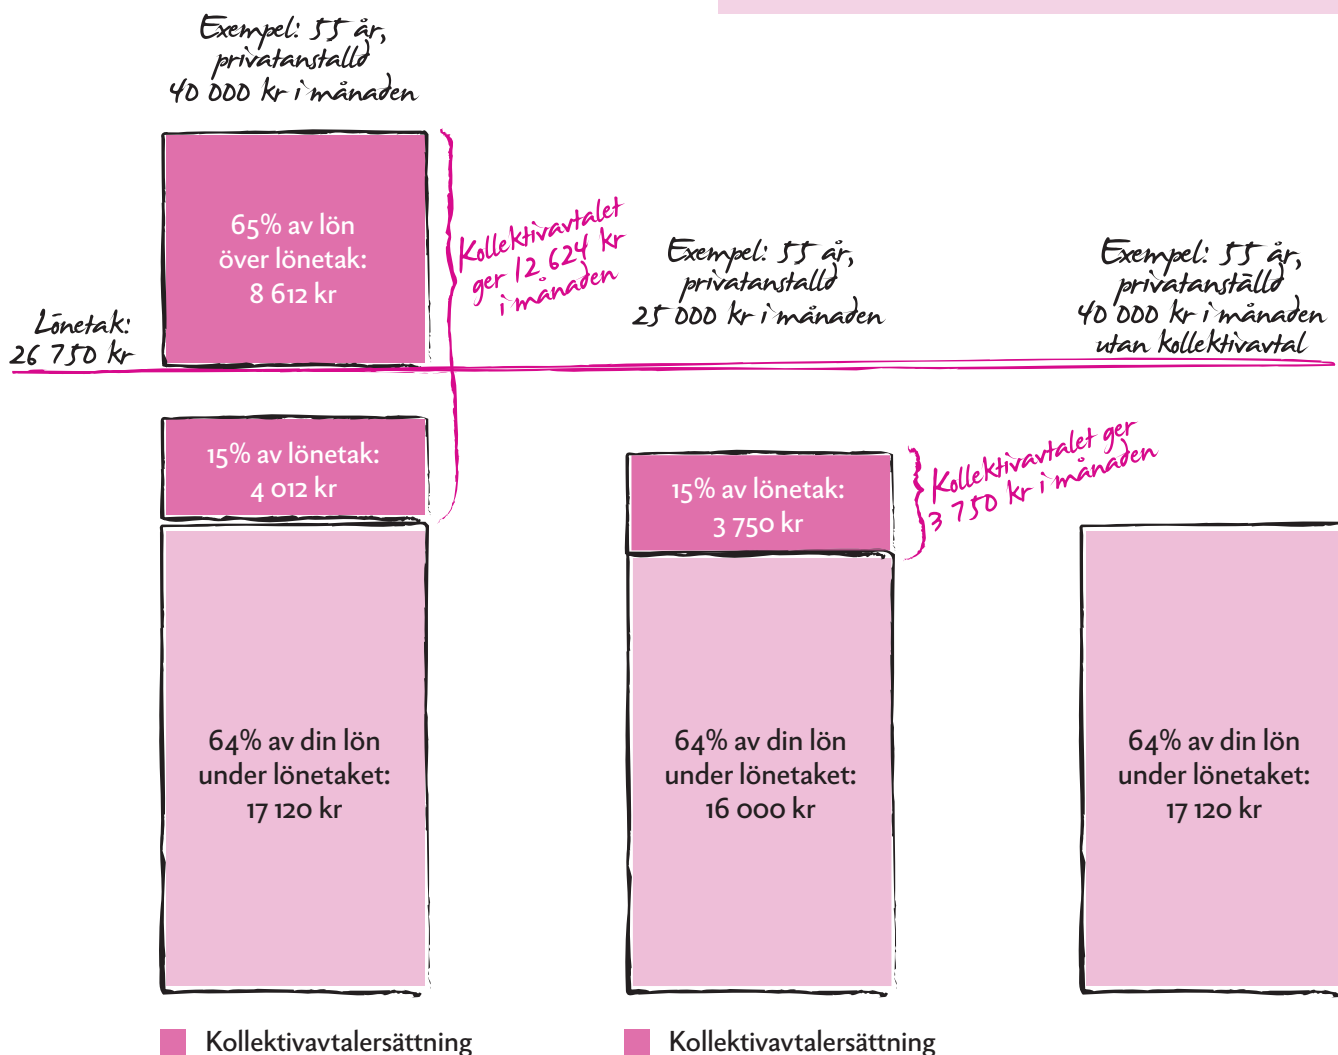 Exempel: 55 år,
privatanställd
40 000 kr i månaden
65% av lön
över lönetak:
8 612 kr
Kollektivavtalet
ger 12 624 kr
i månaden
Lönetak:
26 750 kr
15% av lönetak:
4 012 kr
64% av din lön
under lönetaket:
17 120 kr
Kollektivavtalersättning
Exempel: 55 år,
privatanställd
25 000 kr i månaden
15% av lönetak:
3 750 kr
Kollektivavtalet ger
3 750 kr i månaden
64% av din lön
under lönetaket:
16 000 kr
Kollektivavtalersättning
Exempel: 55 år,
privatanställd
40 000 kr i månaden
utan kollektivavtal
64% av din lön
under lönetaket:
17 120 kr